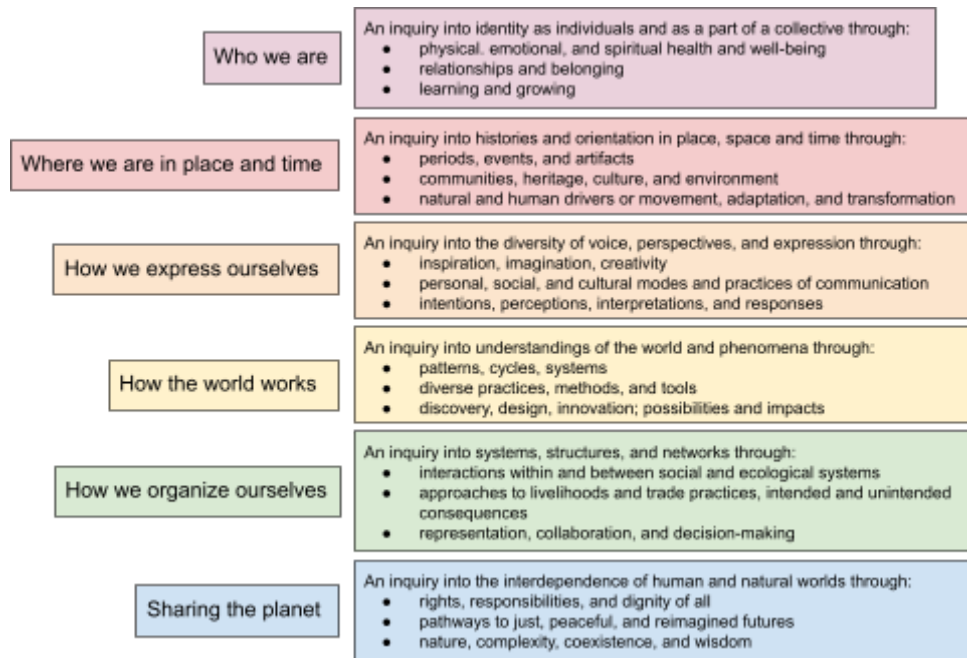 Who we are
An inquiry into identity as individuals and as a part of a collective through:
● physical. emotional, and spiritual health and well-being
● relationships and belonging
● learning and growing
Where we are in place and time
An inquiry into histories and orientation in place, space and time through:
● periods, events, and artifacts
● communities, heritage, culture, and environment
● natural and human drivers or movement, adaptation, and transformation
How we express ourselves
An inquiry into the diversity of voice, perspectives, and expression through:
● inspiration, imagination, creativity
● personal, social, and cultural modes and practices of communication
● intentions, perceptions, interpretations, and responses
How the world works
An inquiry into understandings of the world and phenomena through:
● patterns, cycles, systems
● diverse practices, methods, and tools
● discovery, design, innovation; possibilities and impacts
How we organize ourselves
An inquiry into systems, structures, and networks through:
● interactions within and between social and ecological systems
● approaches to livelihoods and trade practices, intended and unintended
consequences
● representation, collaboration, and decision-making
Sharing the planet
An inquiry into the interdependence of human and natural worlds through:
● rights, responsibilities, and dignity of all
● pathways to just, peaceful, and reimagined futures
● nature, complexity, coexistence, and wisdom